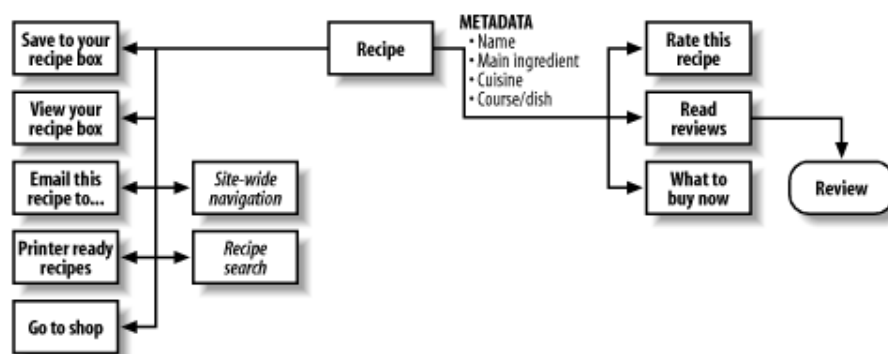 Save to your
recipe box
View your
recipe box
Email this
recipe to...
Printer ready
recipes
Go to shop
Site-wide
navigation
Recipe
search
Recipe
METADATA
• Name
• Main ingredient
• Cuisine
• Course/dish
Rate this
recipe
Read
reviews
What to
buy now
Review